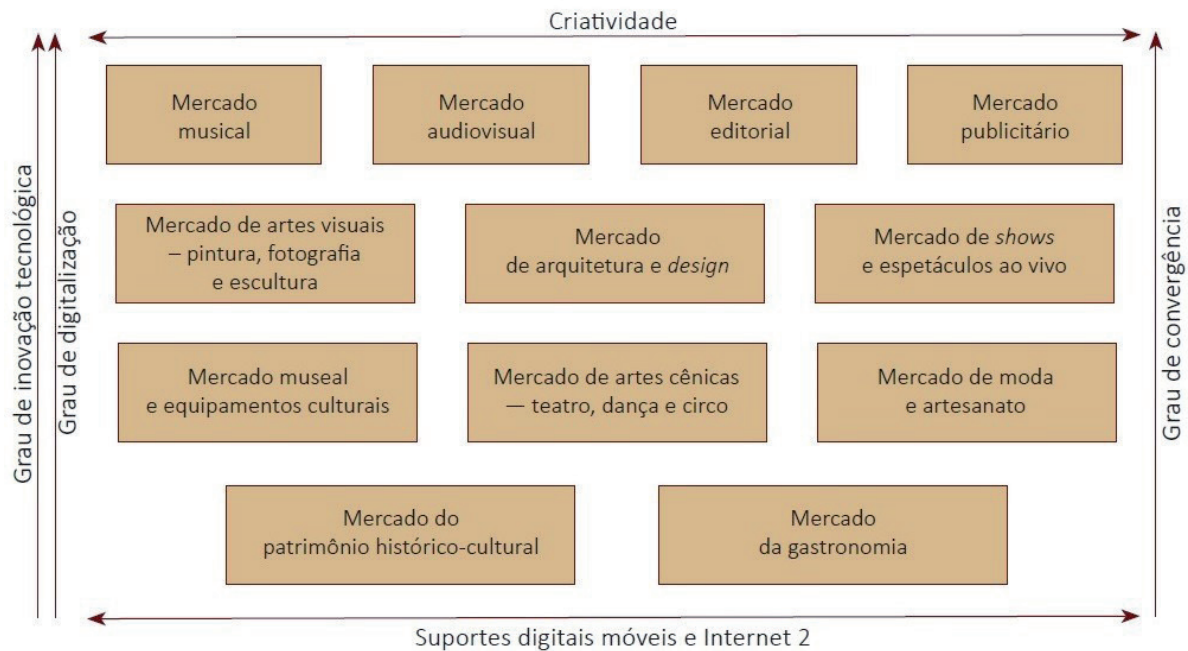 Criatividade
Grau de inovação tecnológica
Grau de digitalização
Mercado
musical
Mercado
audiovisual
Mercado
editorial
Mercado
publicitário
Mercado de artes visuais
– pintura, fotografia
e escultura
Mercado
de arquitetura e design
Mercado de shows
e espetáculos ao vivo
Mercado museal
e equipamentos culturais
Mercado de artes cênicas
— teatro, dança e circo
Mercado de moda
e artesanato
Mercado do
patrimônio histórico-cultural
Mercado
da gastronomia
Grau de convergência
Suportes digitais móveis e Internet 2